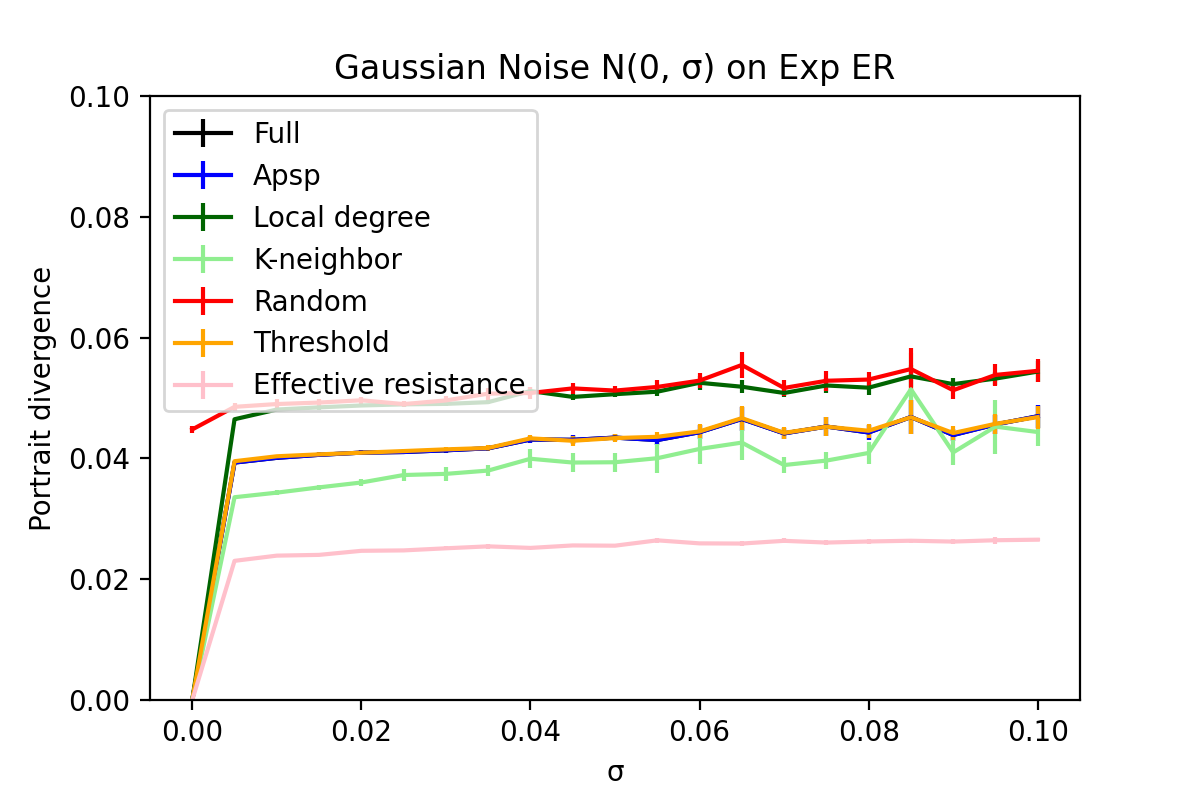 Gaussian Noise N(0, σ) on Exp ER
Portrait divergence
0.10
0.08
0.06
0.04
0.02
0.00
Full
Apsp
Local degree
K-neighbor
Random
Threshold
Effective resistance
0.00 0.02 0.04 0.06 0.08 0.10
σ